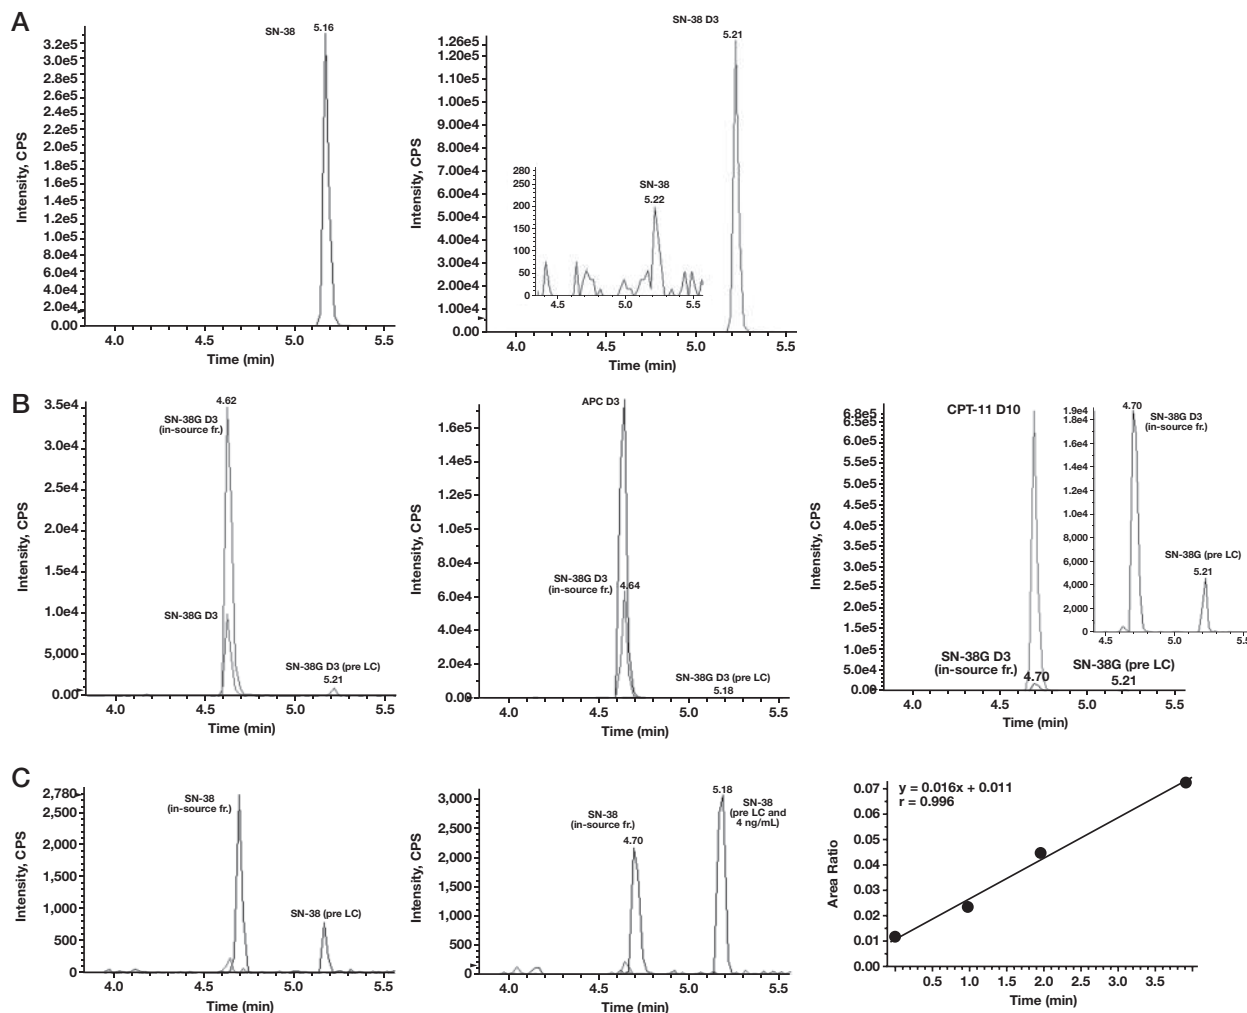 A
SN-38
5.16
3.2e5
3.0e5
2.8e5
2.6e5
2.4e5
2.2e5
2.0e5
1.8e5
1.6e5
1.4e5
1.2e5
1.0e5
8.0e4
6.0e4
4.0e4
2.0e4
0.00
Intensity, CPS
4.0 4.5 5.0 5.5
Time (min)
SN-38 D3
5.21
1.26e5
1.20e5
1.10e5
1.00e5
9.00e4
8.00e4
7.00e4
6.00e4
5.00e4
4.00e4
3.00e4
2.00e4
1.00e4
0.00
Intensity, CPS
280
250
200
150
100
50
0
SN-38
5.22
4.5 5.0 5.5
4.0 4.5 5.0 5.5
Time (min)
B
3.5e4
3.0e4
2.5e4
2.0e4
1.5e4
1.0e4
5,000
0.00
Intensity, CPS
4.62
SN-38G D3
(in-source fr.)
SN-38G D3
SN-38G D3 (pre LC)
5.21
4.0 4.5 5.0 5.5
Time (min)
1.6e5
1.4e5
1.2e5
1.0e5
8.0e4
6.0e4
4.0e4
2.0e4
0.00
Intensity, CPS
APC D3
SN-38G D3
(in-source fr.)
4.64
SN-38G D3 (pre LC)
5.18
4.0 4.5 5.0 5.5
Time (min)
6.8e5
6.5e5
6.0e5
5.5e5
5.0e5
4.5e5
4.0e5
3.5e5
3.0e5
2.5e5
2.0e5
1.5e5
1.0e5
5.0e4
0.00
Intensity, CPS
CPT-11 D10
SN-38G D3
(in-source fr.)
4.70
SN-38G (pre LC)
5.21
4.0 4.5 5.0 5.5
Time (min)
1.9e4
1.8e4
1.6e4
1.4e4
1.2e4
1.0e4
8,000
6,000
4,000
2,000
0
4.70
SN-38G D3
(in-source fr.)
SN-38G (pre LC)
5.21
4.5 5.0 5.5
C
2,780
2,500
2,000
1,500
1,000
500
0
Intensity, CPS
SN-38
(in-source fr.)
SN-38 (pre LC)
4.0 4.5 5.0 5.5
Time (min)
3,000
2,500
2,000
1,500
1,000
500
0
Intensity, CPS
SN-38
(in-source fr.)
4.70
5.18
SN-38
(pre LC and
4 ng/mL)
4.0 4.5 5.0 5.5
Time (min)
y = 0.016x + 0.011
r = 0.996
0.07
0.06
0.05
0.04
0.03
0.02
0.01
0.00
Area Ratio
0.5 1.0 1.5 2.0 2.5 3.0 3.5
Time (min)